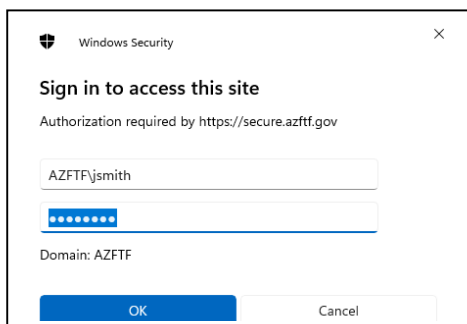 Windows Security
Sign in to access this site
Authorization required by https://secure.azftf.gov
AZFTF\jsmith
●●●●●●●●
Domain: AZFTF
OK Cancel